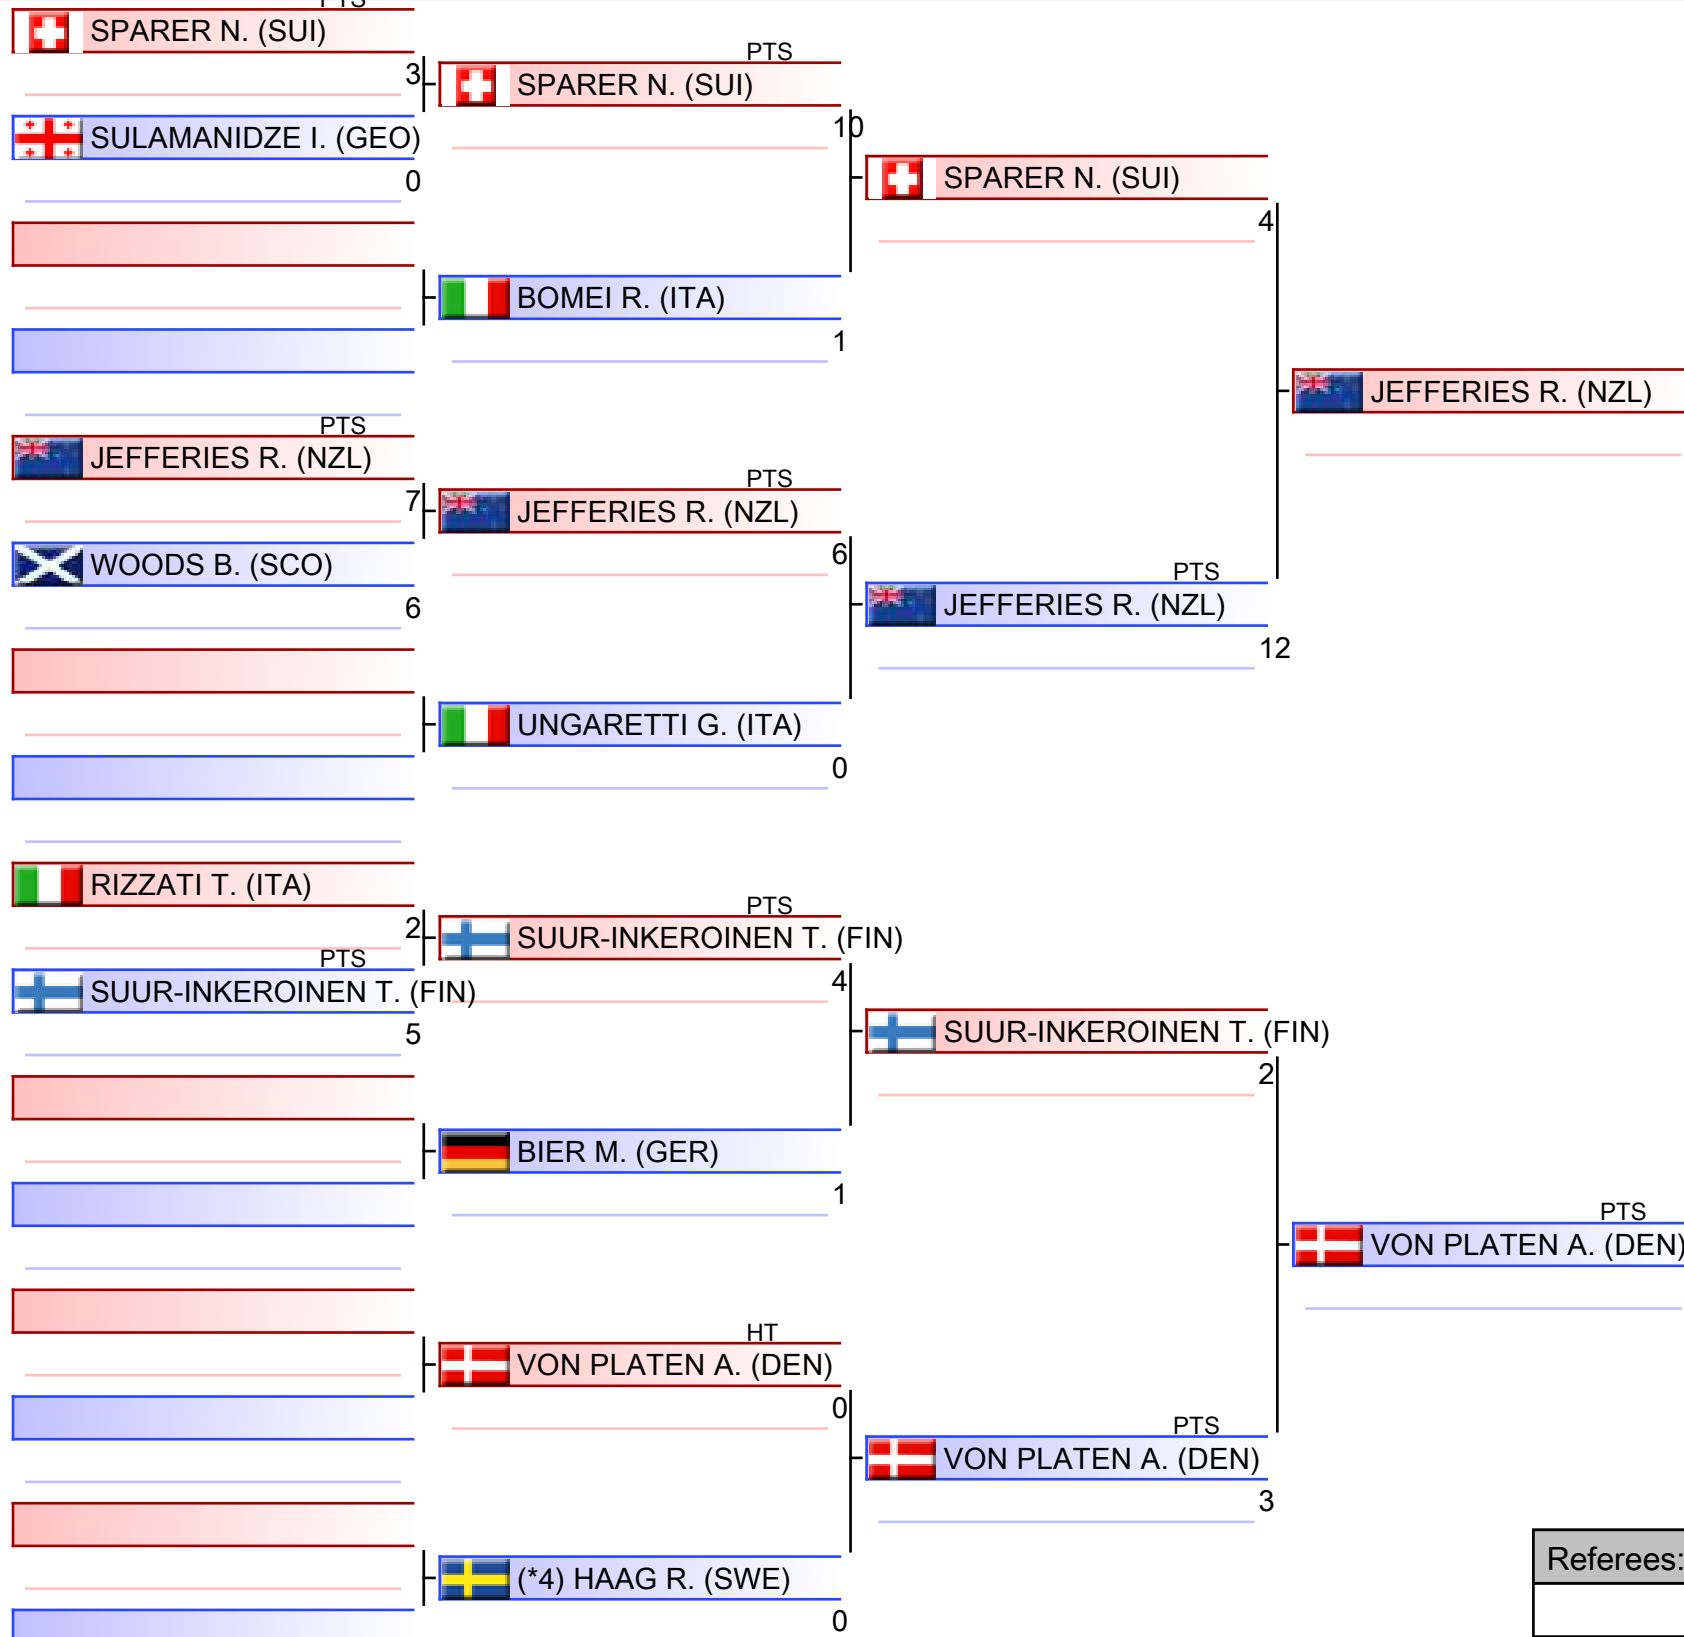 PTS
SPARER N. (SUI)
3
SULAMANIDZE I. (GEO)
0
PTS
JEFFERIES R. (NZL)
7
WOODS B. (SCO)
6
RIZZATI T. (ITA)
2
PTS
SUUR-INKEROINEN T. (FIN)
5
PTS
SPARER N. (SUI)
10
BOMEI R. (ITA)
1
PTS
JEFFERIES R. (NZL)
6
UNGARETTI G. (ITA)
0
PTS
SUUR-INKEROINEN T. (FIN)
4
BIER M. (GER)
1
HT
VON PLATEN A. (DEN)
0
(*4) HAAG R. (SWE)
0
SPARER N. (SUI)
4
PTS
JEFFERIES R. (NZL)
12
SUUR-INKEROINEN T. (FIN)
2
PTS
VON PLATEN A. (DEN)
3
JEFFERIES R. (NZL)
PTS
VON PLATEN A. (DEN)
Referees: